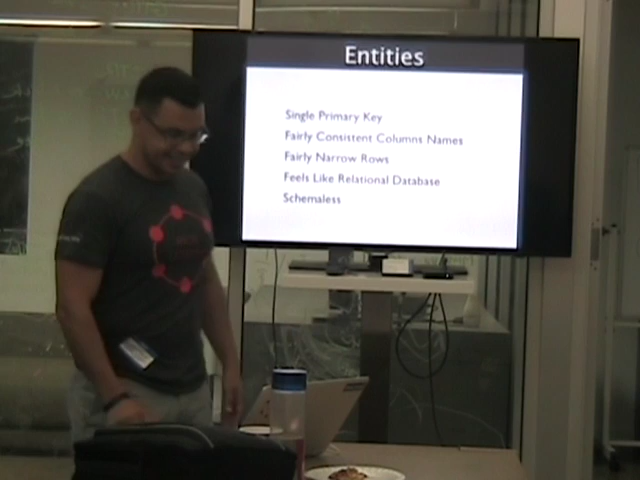 Entities
Single Primary Key
Fairly Consistent Columns Names
Fairly Narrow Rows
Feels Like Relational Database
Schemaless